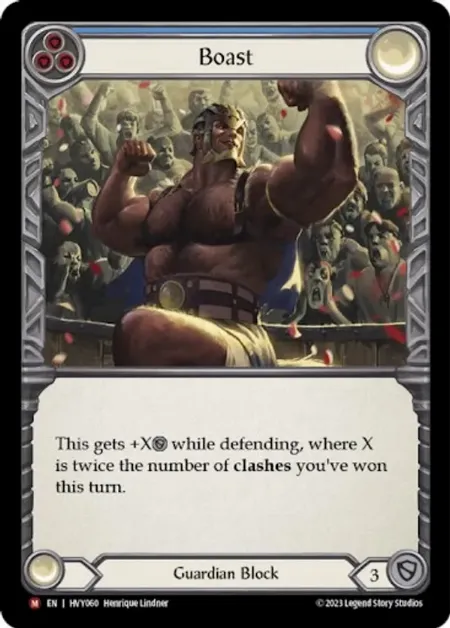 Boast
This gets +X while defending, where X
is twice the number of clashes you've won
this turn.
Guardian Block
3
M EN | HVY060 Henrique Lindner
©2023 Legend Story Studios